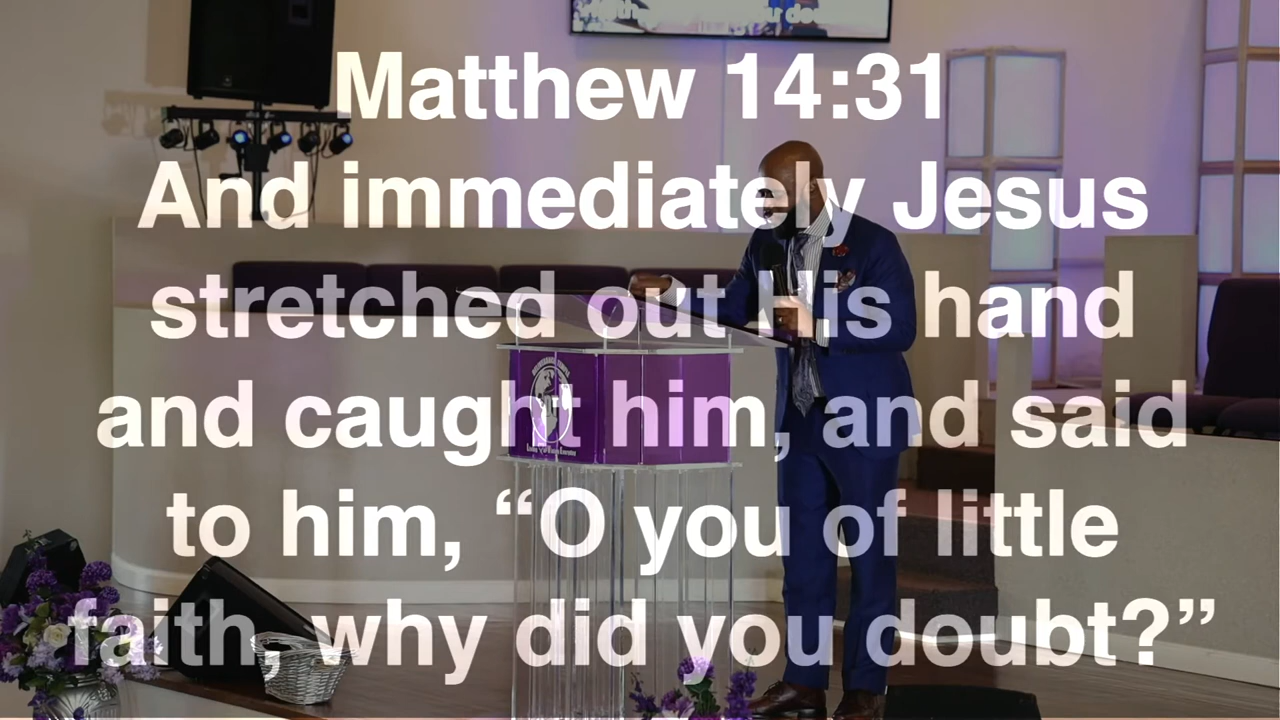 Matthew 14:31
And immediately Jesus
stretched out His hand
and caught him, and said
to him, “O you of little
faith, why did you doubt?”